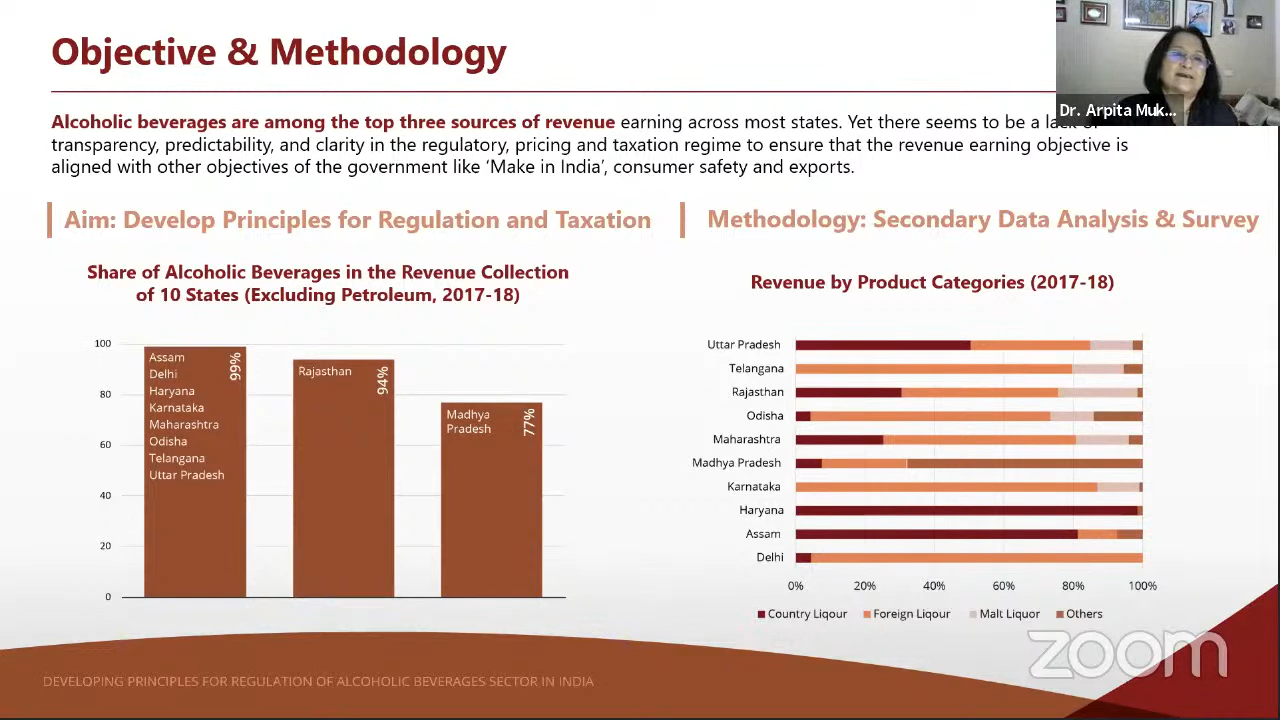 Objective & Methodology
Dr. Arpita Muk...
Alcoholic beverages are among the top three sources of revenue earning across most states. Yet there seems to be a lack of
transparency, predictability, and clarity in the regulatory, pricing and taxation regime to ensure that the revenue earning objective is
aligned with other objectives of the government like ‘Make in India’, consumer safety and exports.
Aim: Develop Principles for Regulation and Taxation
Share of Alcoholic Beverages in the Revenue Collection
of 10 States (Excluding Petroleum, 2017-18)
100
80
60
40
20
0
Assam
Delhi
Haryana
Karnataka
Maharashtra
Odisha
Telangana
Uttar Pradesh
99%
Rajasthan
94%
Madhya
Pradesh
77%
Methodology: Secondary Data Analysis & Survey
Revenue by Product Categories (2017-18)
Uttar Pradesh
Telangana
Rajasthan
Odisha
Maharashtra
Madhya Pradesh
Karnataka
Haryana
Assam
Delhi
0% 20% 40% 60% 80% 100%
Country Liqour Foreign Liqour Malt Liquor Others
zoom
DEVELOPING PRINCIPLES FOR REGULATION OF ALCOHOLIC BEVERAGES SECTOR IN INDIA